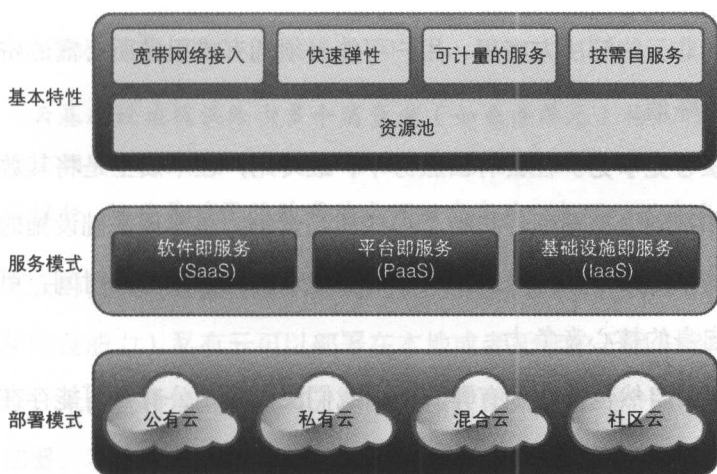 宽带网络接入 快速弹性 可计量的服务 按需自服务
基本特性
资源池
服务模式
软件即服务
(SaaS)
平台即服务
(PaaS)
基础设施即服务
(IaaS)
部署模式
公有云 私有云 混合云 社区云